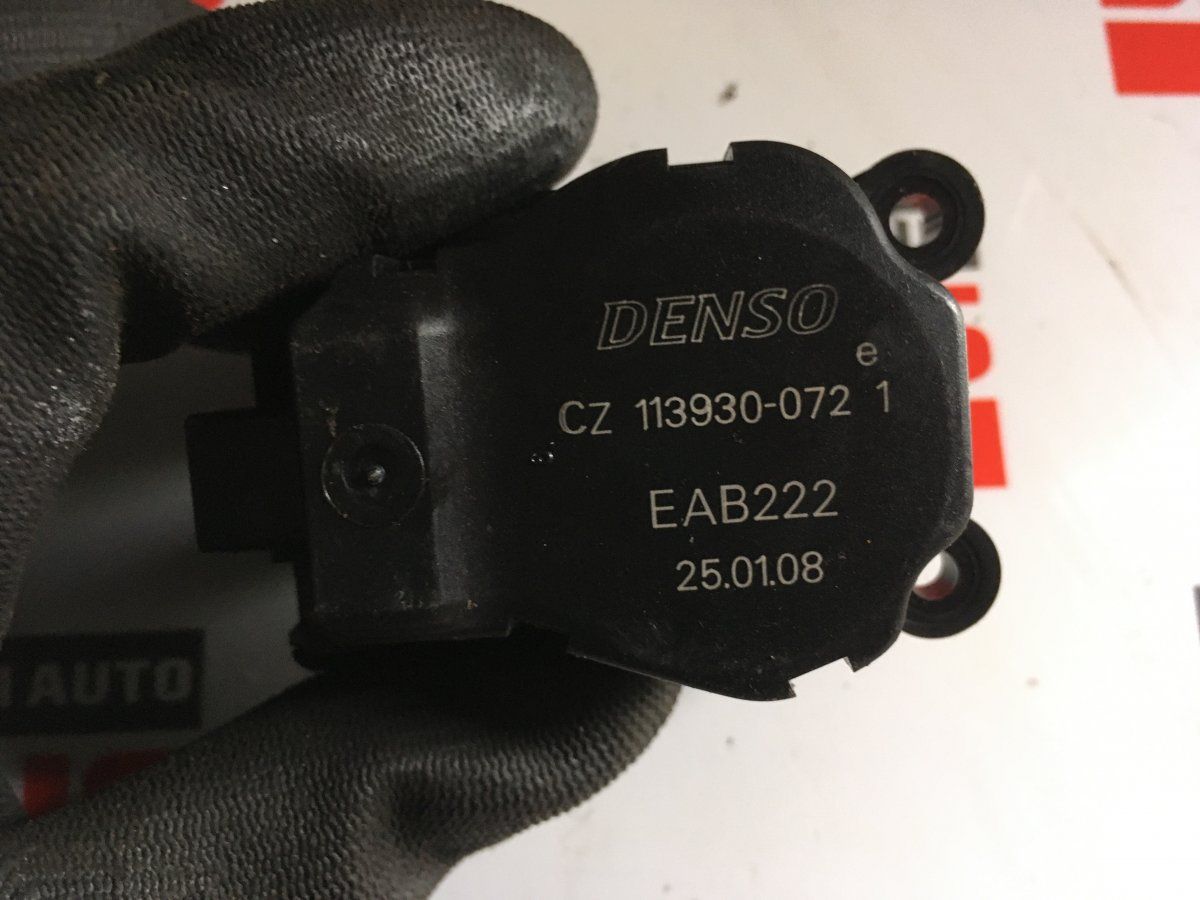 DENSO
e
CZ 113930-072 1
EAB222
25.01.08
AUTO